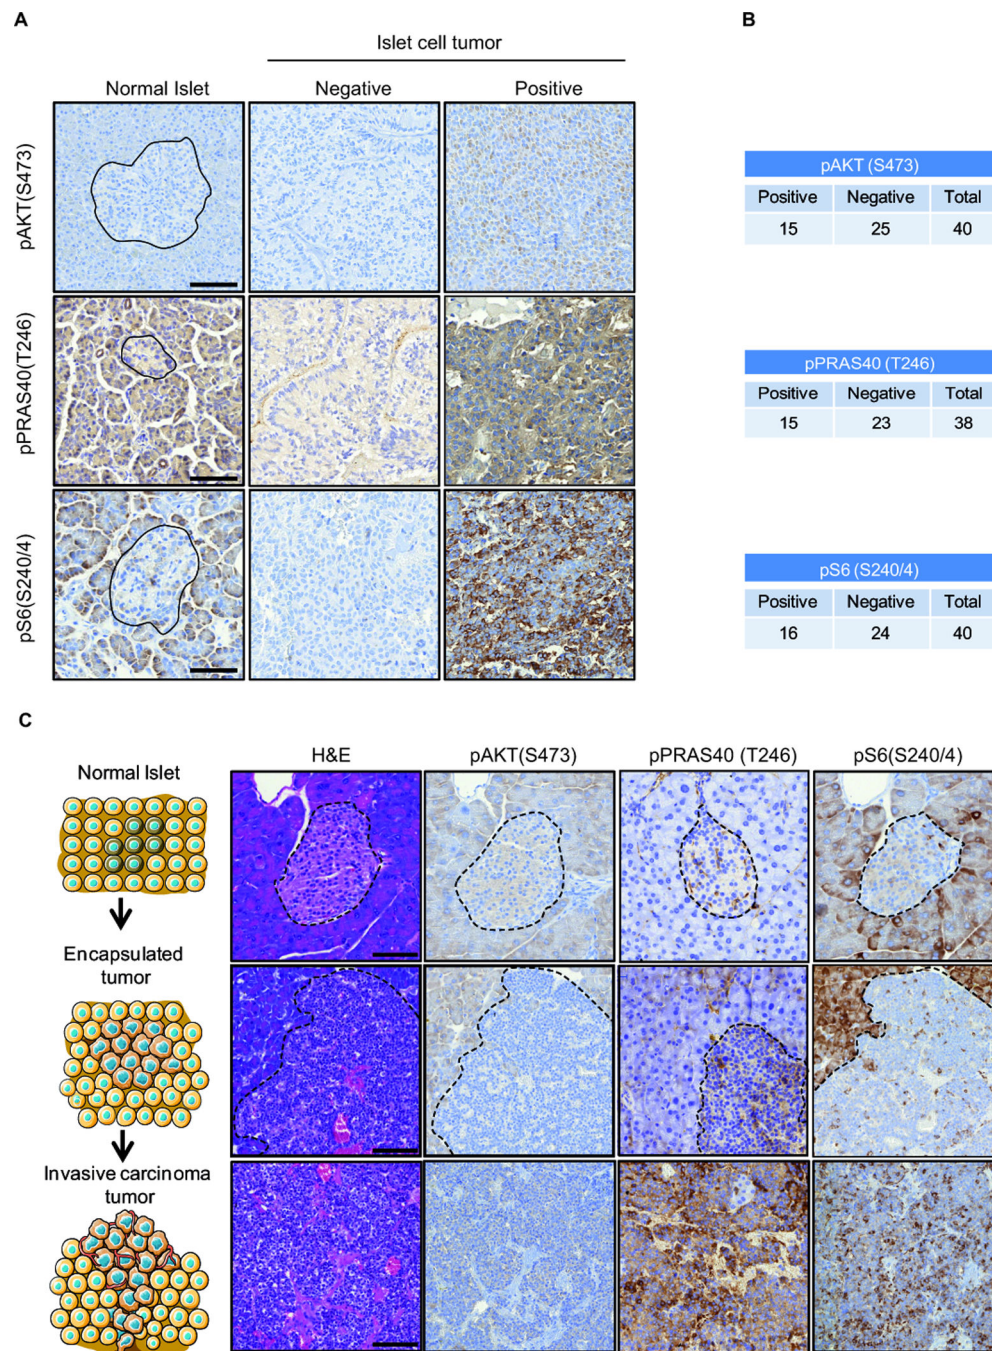 A
B
Islet cell tumor
Normal Islet Negative Positive
pAKT(S473)
pPRAS40(T246)
pS6(S240/4)
pAKT (S473)
Positive Negative Total
15 25 40
pPRAS40 (T246)
Positive Negative Total
15 23 38
pS6 (S240/4)
Positive Negative Total
16 24 40
C
H&E pAKT(S473) pPRAS40 (T246) pS6(S240/4)
Normal Islet
Encapsulated
tumor
Invasive carcinoma
tumor